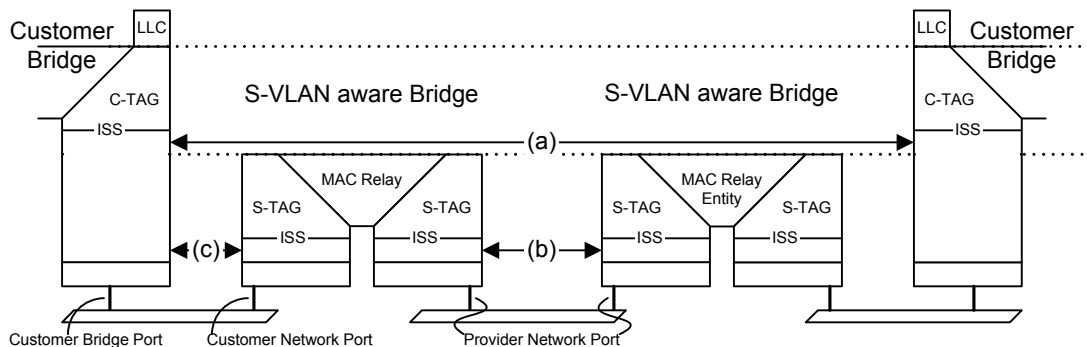 LLC
LLC
Customer
Bridge
Customer
Bridge
S-VLAN aware Bridge
S-VLAN aware Bridge
C-TAG
C-TAG
ISS
(a)
ISS
MAC Relay
MAC Relay
Entity
S-TAG
S-TAG
S-TAG
S-TAG
ISS
ISS
ISS
ISS
(c)
(b)
Customer Bridge Port
Customer Network Port
Provider Network Port